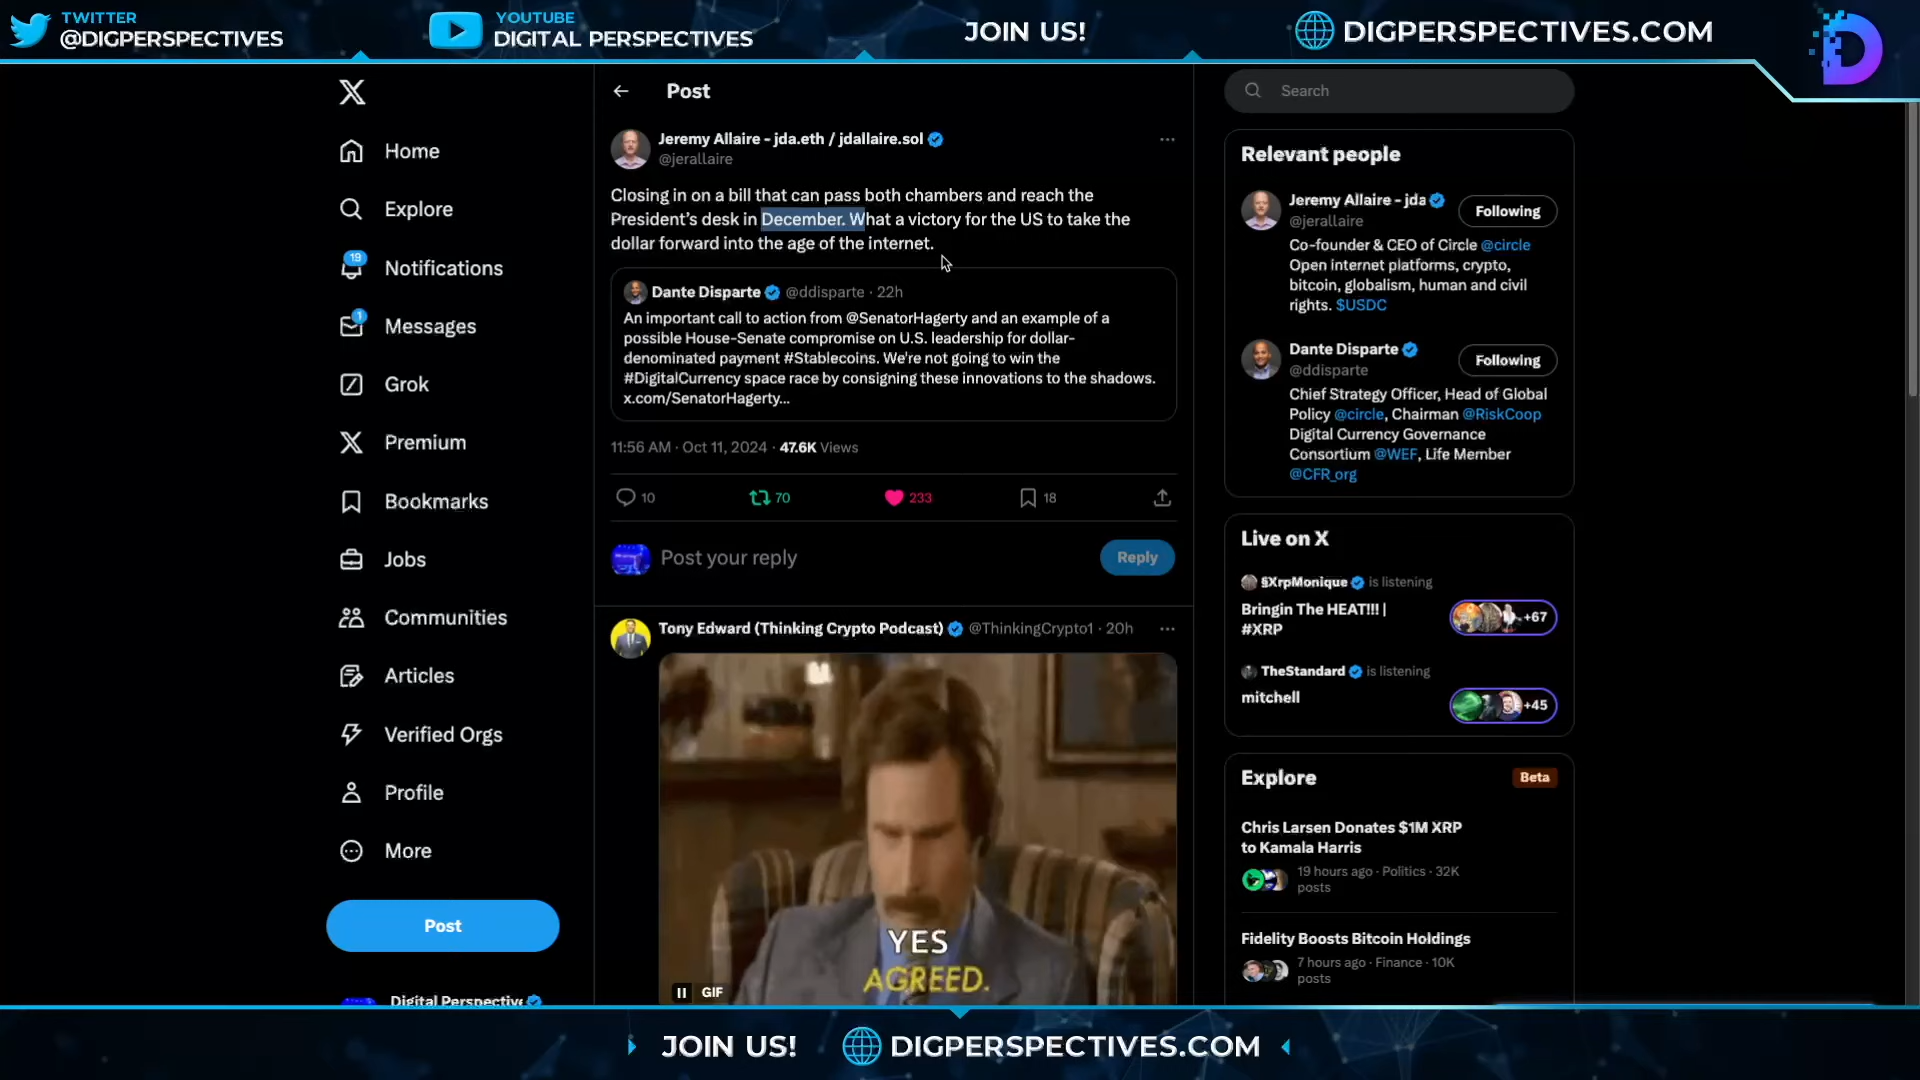 TWITTER
@DIGPERSPECTIVES
YOUTUBE
DIGITAL PERSPECTIVES
JOIN US!
DIGPERSPECTIVES.COM
Home
Explore
19
Notifications
1
Messages
Grok
Premium
Bookmarks
Jobs
Communities
Articles
Verified Orgs
Profile
More
Post
Digital Perspective
Post
Jeremy Allaire - jda.eth / jdallaire.sol
@jerallaire
Closing in on a bill that can pass both chambers and reach the
President’s desk in December. What a victory for the US to take the
dollar forward into the age of the internet.
Dante Disparte @ddisparte · 22h
An important call to action from @SenatorHagerty and an example of a
possible House-Senate compromise on U.S. leadership for dollar-
denominated payment #Stablecoins. We're not going to win the
#DigitalCurrency space race by consigning these innovations to the shadows.
x.com/SenatorHagerty...
11:56 AM · Oct 11, 2024 · 47.6K Views
10 70 233 18
Post your reply
Reply
Tony Edward (Thinking Crypto Podcast) @ThinkingCrypto1 · 20h
YES
AGREED.
GIF
Search
Relevant people
Jeremy Allaire - jda
@jerallaire
Following
Co-founder & CEO of Circle @circle
Open internet platforms, crypto,
bitcoin, globalism, human and civil
rights. $USDC
Dante Disparte
@ddisparte
Following
Chief Strategy Officer, Head of Global
Policy @circle, Chairman @RiskCoop
Digital Currency Governance
Consortium @WEF, Life Member
@CFR_org
Live on X
§XrpMonique is listening
Bringin The HEAT!!! |
#XRP
+67
TheStandard is listening
mitchell
+45
Explore
Beta
Chris Larsen Donates $1M XRP
to Kamala Harris
19 hours ago · Politics · 32K
posts
Fidelity Boosts Bitcoin Holdings
7 hours ago · Finance · 10K
posts
JOIN US!
DIGPERSPECTIVES.COM